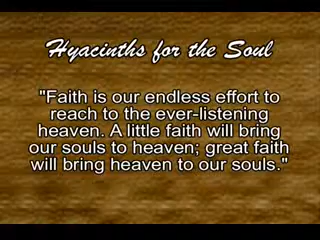 Hyacinths for the Soul
"Faith is our endless effort to
reach to the ever-listening
heaven. A little faith will bring
our souls to heaven; great faith
will bring heaven to our souls."